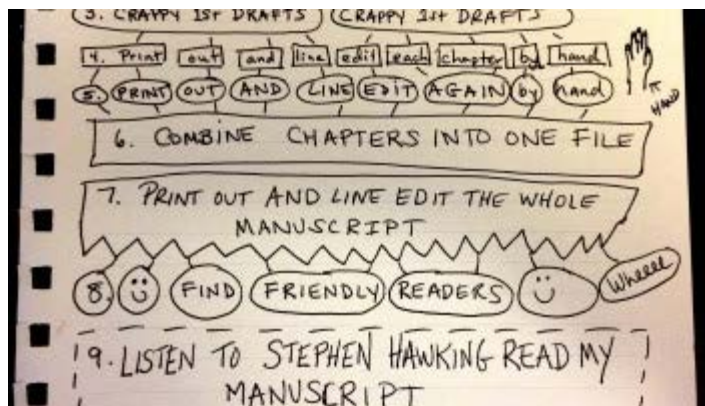 3. CRAPPY 1ST DRAFTS CRAPPY 1st DRAFTS
4. Print out and line edit each chapter by hand
HAND
5. PRINT OUT AND LINE EDIT AGAIN by hand
6. COMBINE CHAPTERS INTO ONE FILE
7. PRINT OUT AND LINE EDIT THE WHOLE
MANUSCRIPT
8. FIND FRIENDLY READERS Wheeee
9. LISTEN TO STEPHEN HAWKING READ MY
MANUSCRIPT